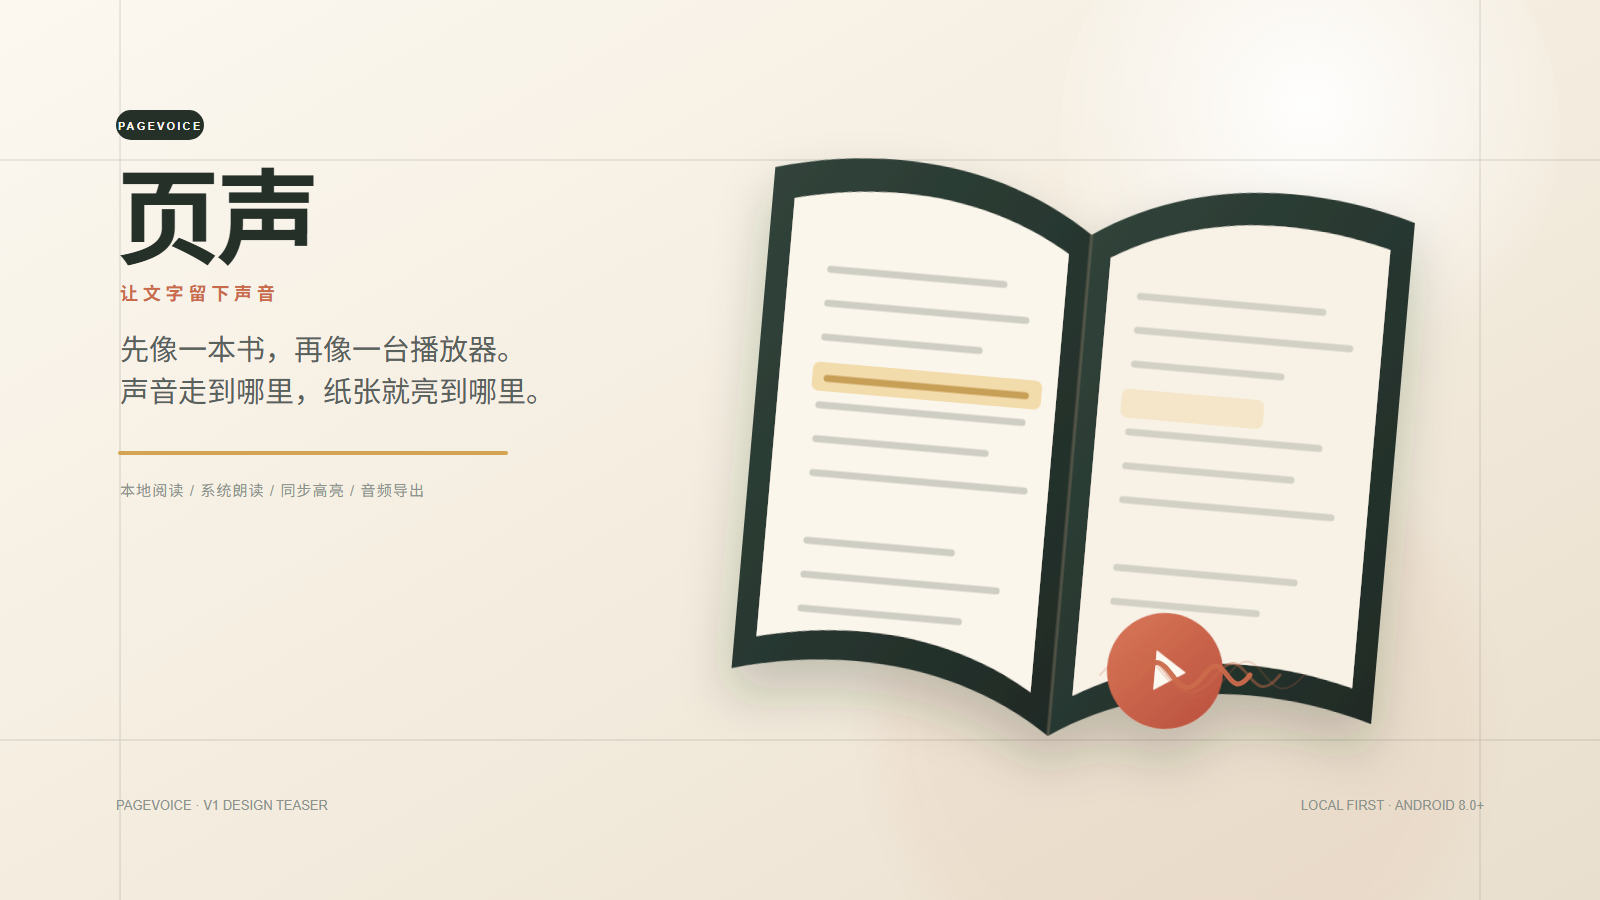 PAGEVOICE
页声
让文字留下声音
先像一本书，再像一台播放器。
声音走到哪里，纸张就亮到哪里。
本地阅读 / 系统朗读 / 同步高亮 / 音频导出
PAGEVOICE · V1 DESIGN TEASER
LOCAL FIRST · ANDROID 8.0+